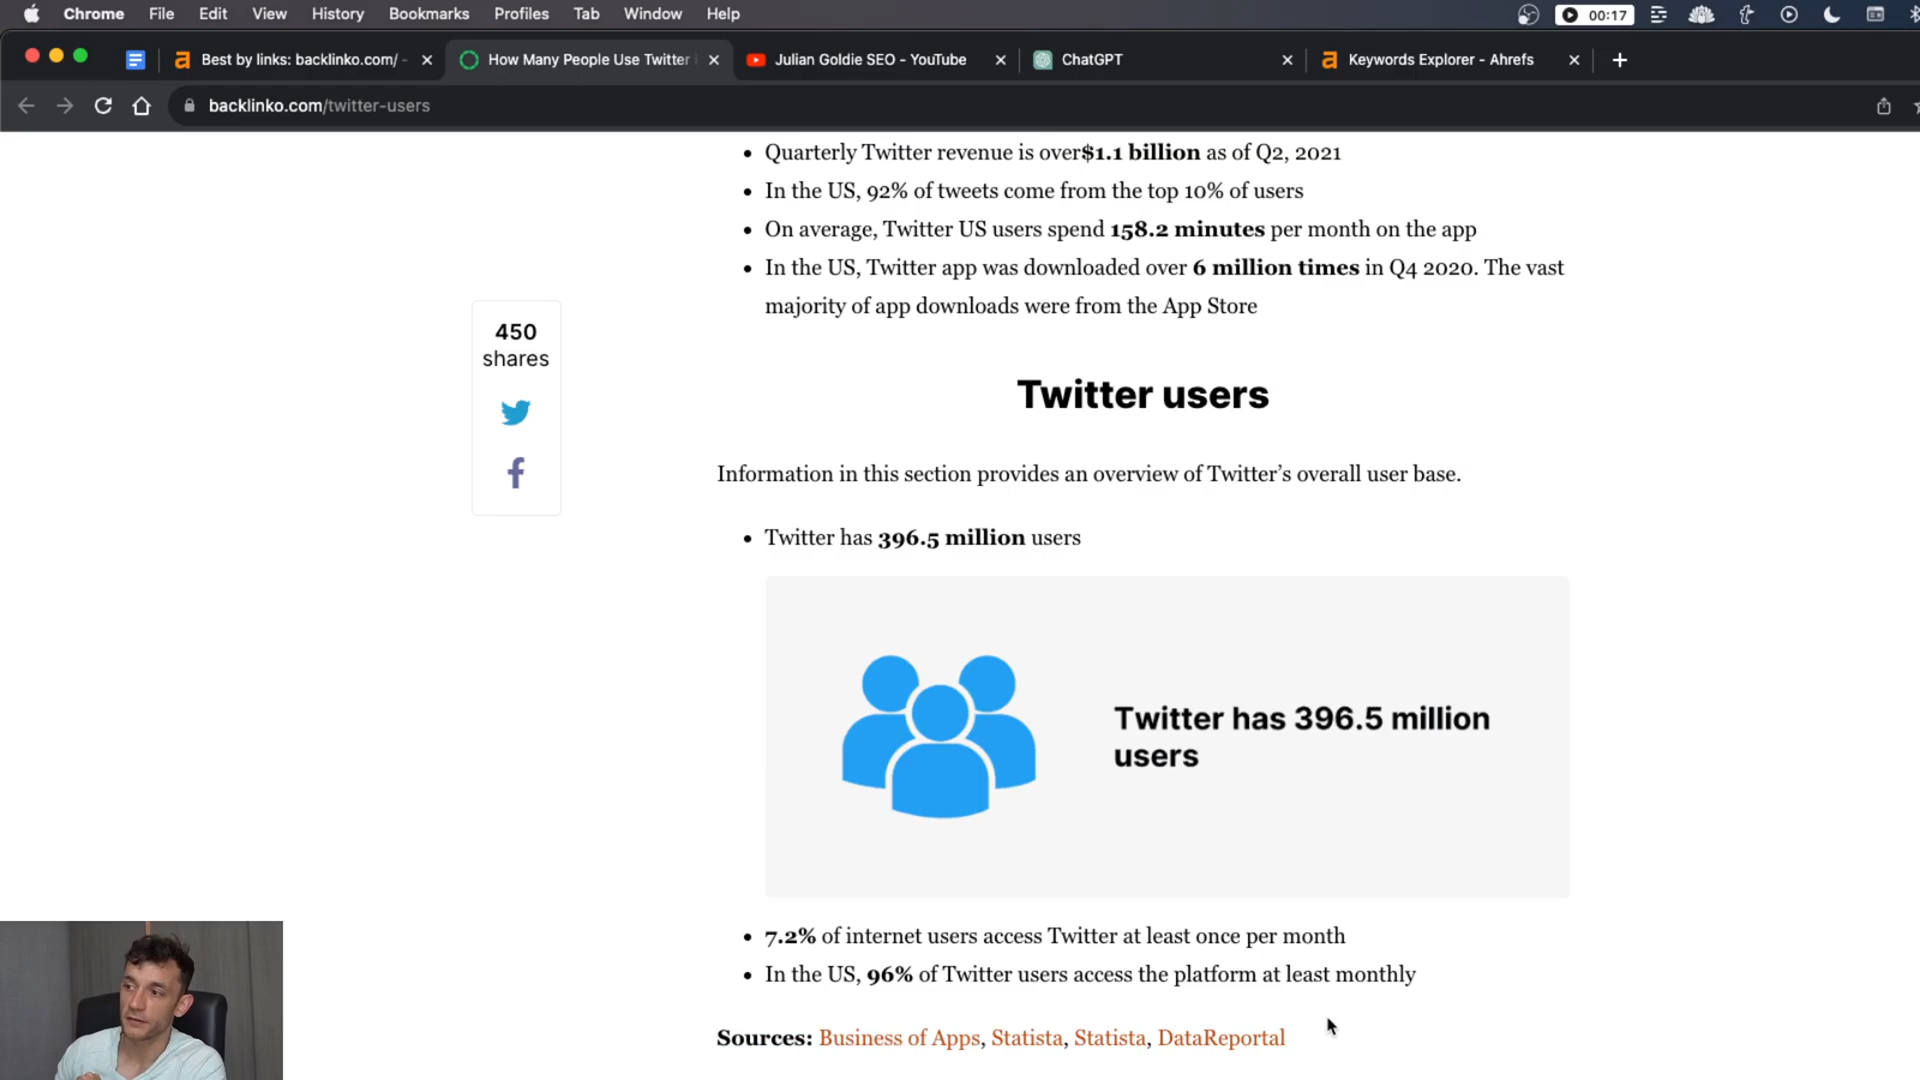 Chrome File Edit View History Bookmarks Profiles Tab Window Help 00:17
Best by links: backlinko.com/ - How Many People Use Twitter Julian Goldie SEO - YouTube ChatGPT Keywords Explorer - Ahrefs
backlinko.com/twitter-users
• Quarterly Twitter revenue is over$1.1 billion as of Q2, 2021
• In the US, 92% of tweets come from the top 10% of users
• On average, Twitter US users spend 158.2 minutes per month on the app
• In the US, Twitter app was downloaded over 6 million times in Q4 2020. The vast
majority of app downloads were from the App Store
450
shares
Twitter users
Information in this section provides an overview of Twitter’s overall user base.
• Twitter has 396.5 million users
Twitter has 396.5 million
users
• 7.2% of internet users access Twitter at least once per month
• In the US, 96% of Twitter users access the platform at least monthly
Sources: Business of Apps, Statista, Statista, DataReportal